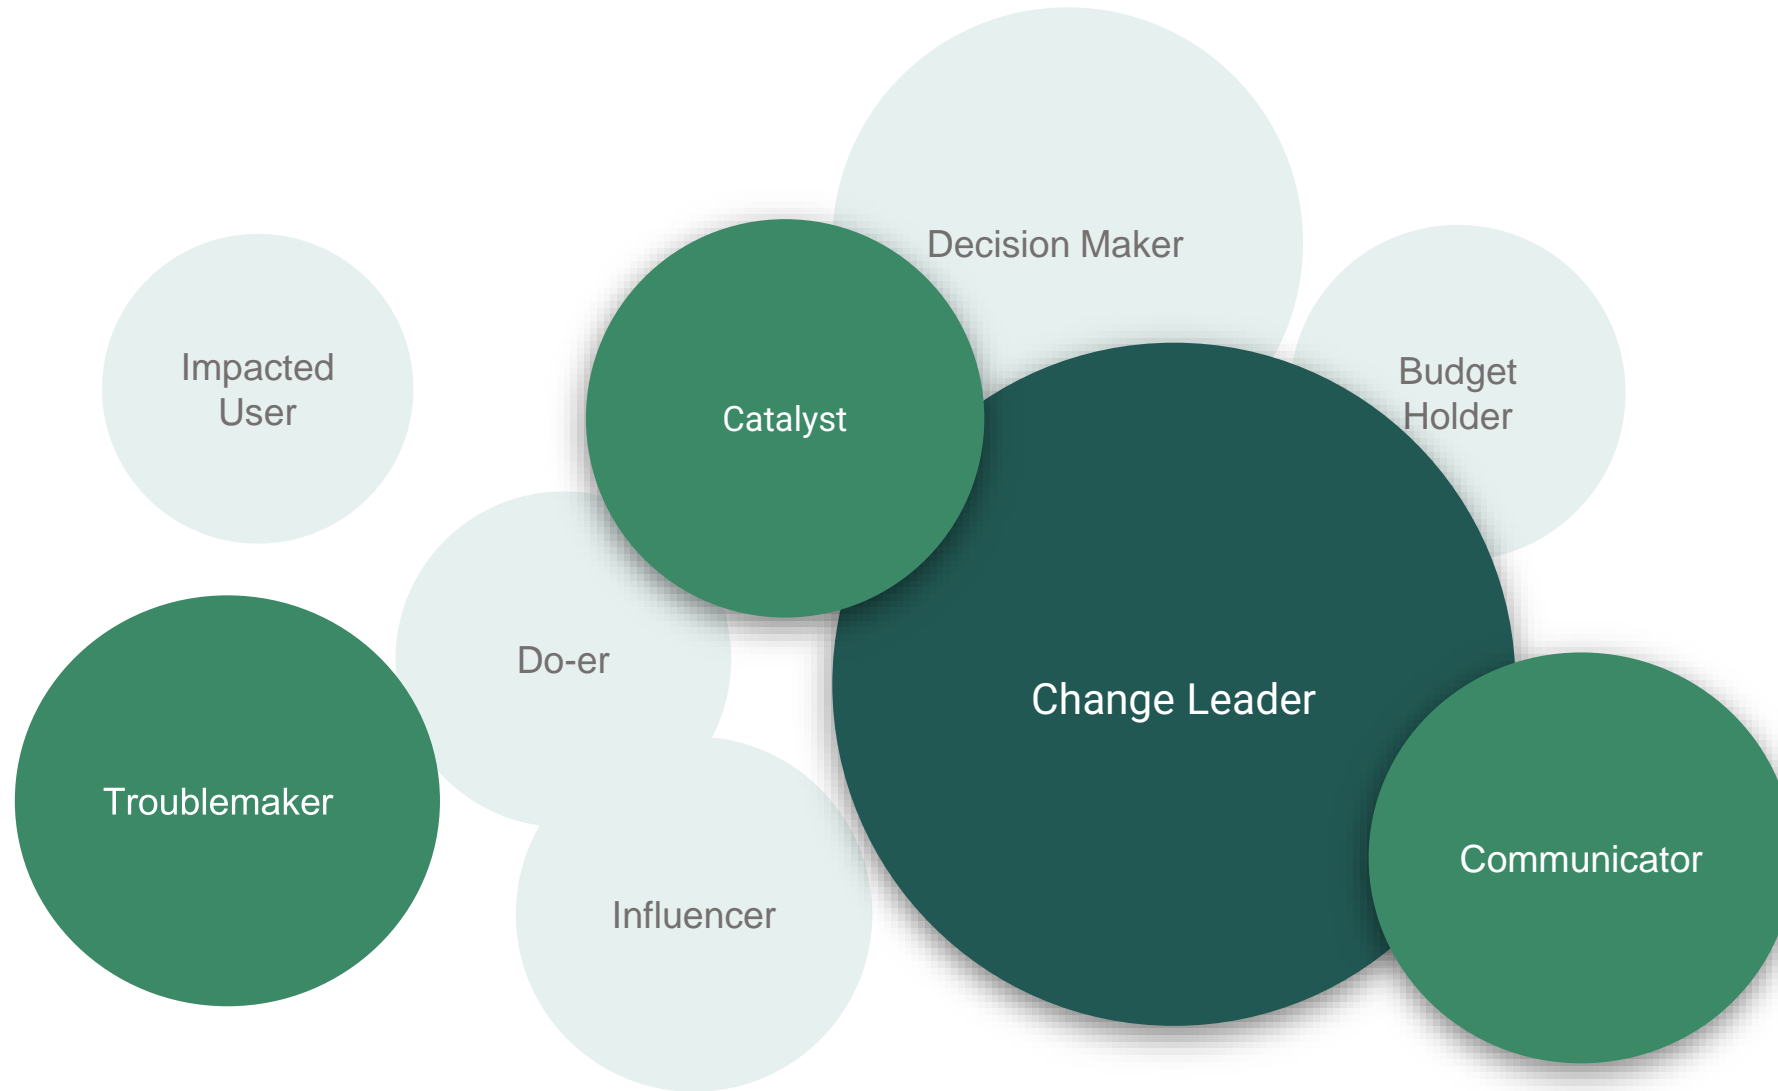 Decision Maker
Impacted
User
Catalyst
Budget
Holder
Do-er
Change Leader
Troublemaker
Communicator
Influencer